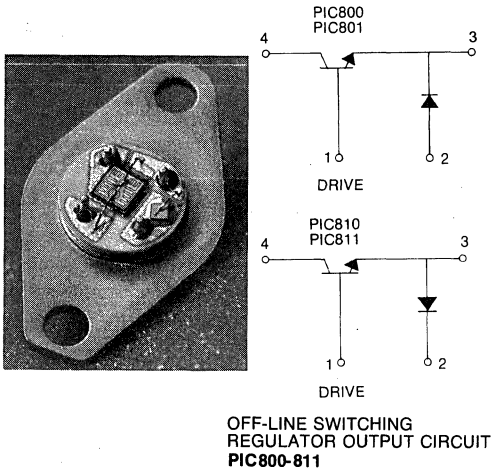 PIC800
PIC801
4
3
1
2
DRIVE
PIC810
PIC811
4
3
1
2
DRIVE
OFF-LINE SWITCHING
REGULATOR OUTPUT CIRCUIT
PIC800-811